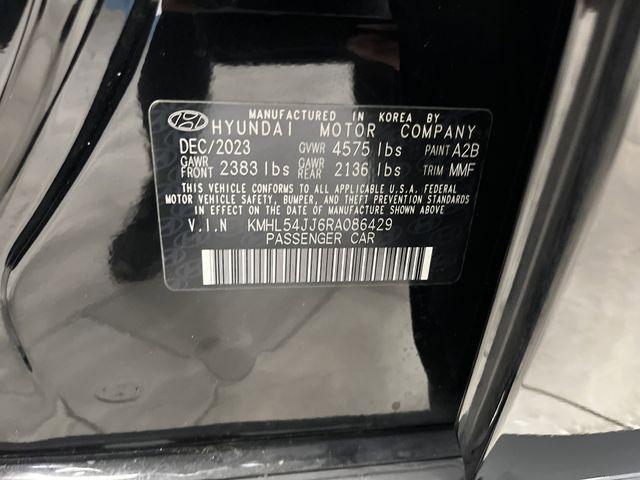 MANUFACTURED IN KOREA BY
HYUNDAI MOTOR COMPANY
DEC/2023 GVWR 4575 lbs PAINT A2B
GAWR FRONT 2383 lbs GAWR REAR 2136 lbs TRIM MMF
THIS VEHICLE CONFORMS TO ALL APPLICABLE U.S.A. FEDERAL
MOTOR VEHICLE SAFETY, BUMPER, AND THEFT PREVENTION STANDARDS
IN EFFECT ON THE DATE OF MANUFACTURE SHOWN ABOVE.
V.I.N KMHL54JJ6RA086429
PASSENGER CAR